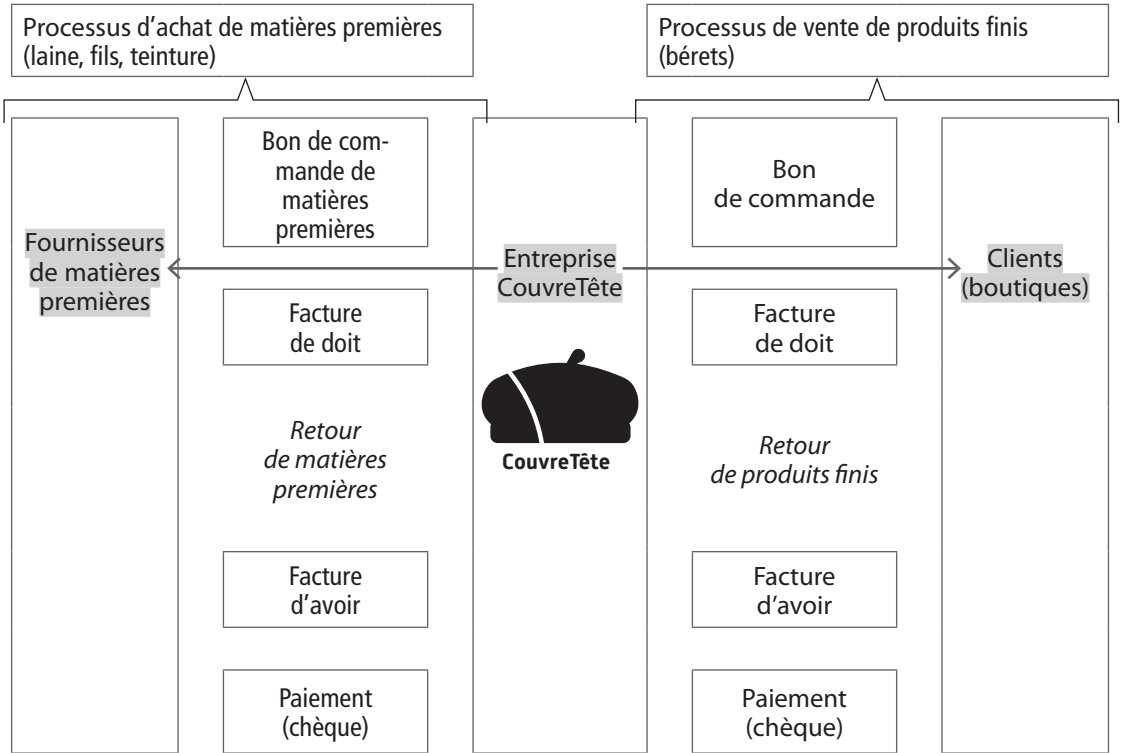 Processus d’achat de matières premières
(laine, fils, teinture)
Processus de vente de produits finis
(bérets)
Fournisseurs
de matières
premières
Bon de com-
mande de
matières
premières
Facture
de doit
Retour
de matières
premières
Facture
d’avoir
Paiement
(chèque)
Entreprise
CouvreTête
CouvreTête
Bon
de commande
Facture
de doit
Retour
de produits finis
Facture
d’avoir
Paiement
(chèque)
Clients
(boutiques)